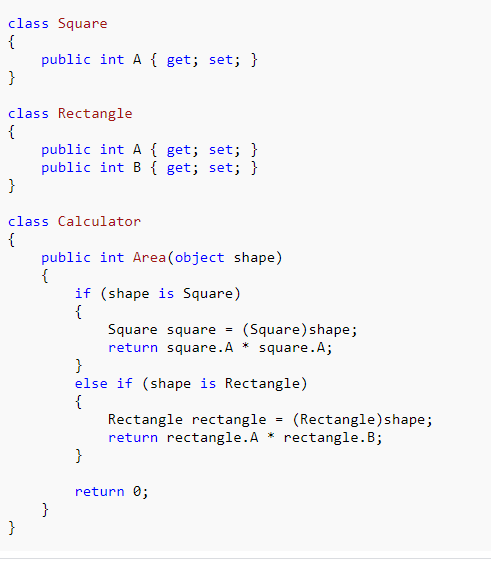 class Square
{
    public int A { get; set; }
}

class Rectangle
{
    public int A { get; set; }
    public int B { get; set; }
}

class Calculator
{
    public int Area(object shape)
    {
        if (shape is Square)
        {
            Square square = (Square)shape;
            return square.A * square.A;
        }
        else if (shape is Rectangle)
        {
            Rectangle rectangle = (Rectangle)shape;
            return rectangle.A * rectangle.B;
        }

        return 0;
    }
}